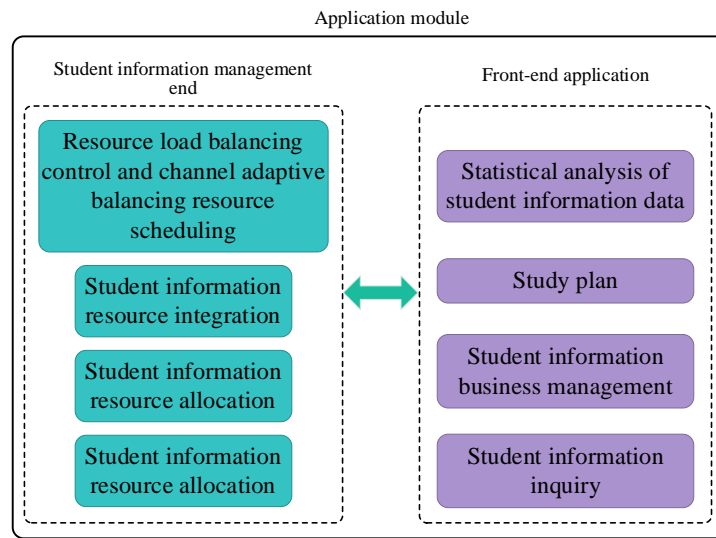 Application module
Student information management
end
Resource load balancing
control and channel adaptive
balancing resource
scheduling
Student information
resource integration
Student information
resource allocation
Student information
resource allocation
Front-end application
Statistical analysis of
student information data
Study plan
Student information
business management
Student information
inquiry